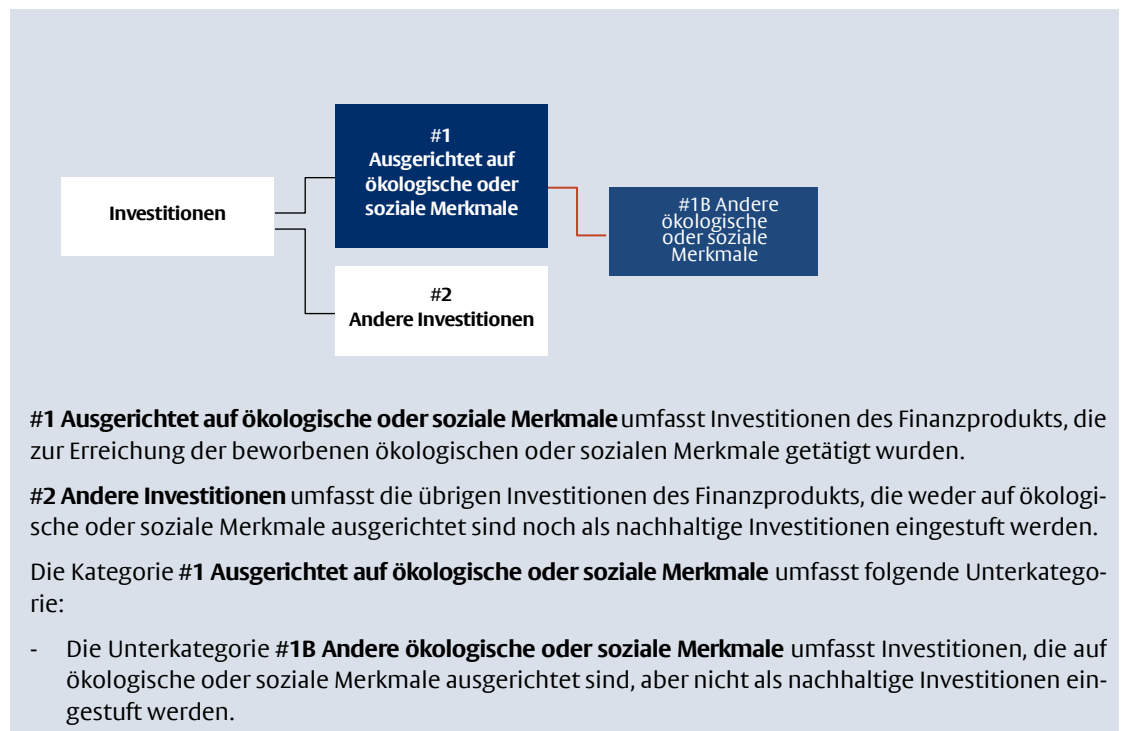 #1
Ausgerichtet auf
ökologische oder
soziale Merkmale
Investitionen
#1B Andere
ökologische
oder soziale
Merkmale
#2
Andere Investitionen
#1 Ausgerichtet auf ökologische oder soziale Merkmale umfasst Investitionen des Finanzprodukts, die
zur Erreichung der beworbenen ökologischen oder sozialen Merkmale getätigt wurden.
#2 Andere Investitionen umfasst die übrigen Investitionen des Finanzprodukts, die weder auf ökologi-
sche oder soziale Merkmale ausgerichtet sind noch als nachhaltige Investitionen eingestuft werden.
Die Kategorie #1 Ausgerichtet auf ökologische oder soziale Merkmale umfasst folgende Unterkatego-
rie:
- Die Unterkategorie #1B Andere ökologische oder soziale Merkmale umfasst Investitionen, die auf
ökologische oder soziale Merkmale ausgerichtet sind, aber nicht als nachhaltige Investitionen ein-
gestuft werden.